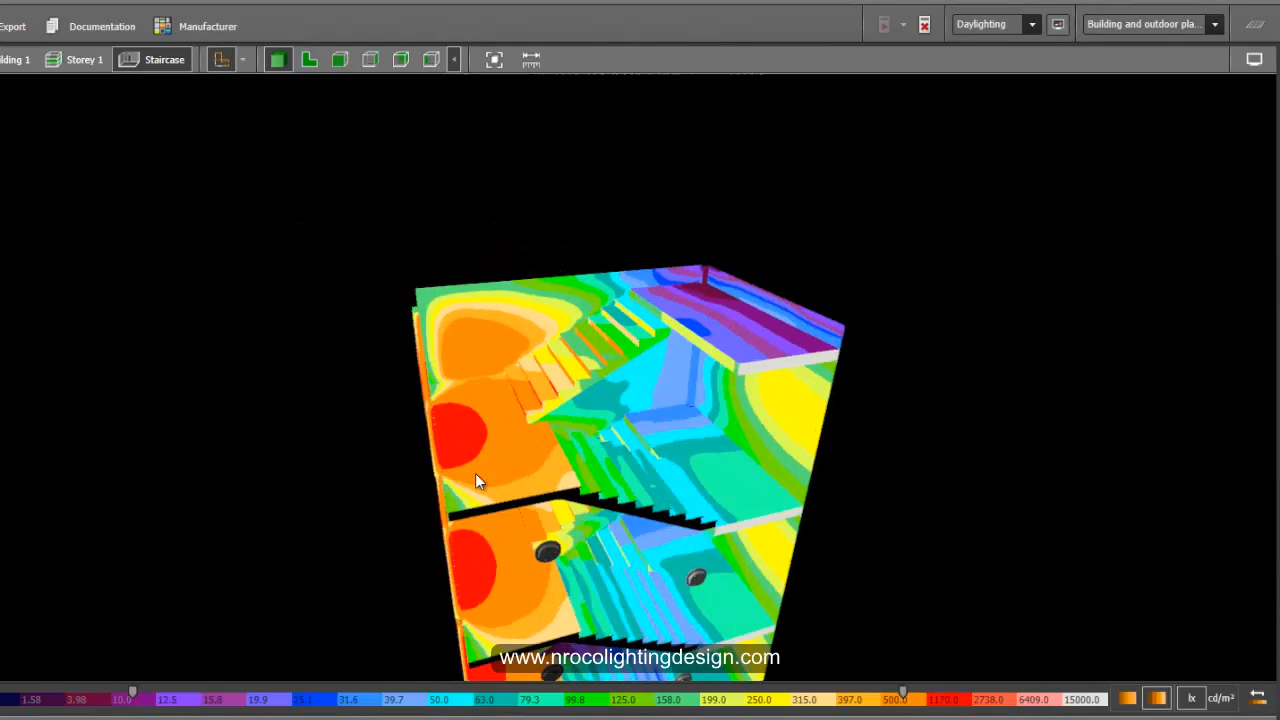 Export Documentation Manufacturer Daylighting Building and outdoor pla...
ilding 1 Storey 1 Staircase
www.nrocolightingdesign.com
1.58 3.98 10.0 12.5 15.8 19.9 25.1 31.6 39.7 50.0 63.0 79.3 99.8 125.0 158.0 199.0 250.0 315.0 397.0 500.0 1170.0 2738.0 6409.0 15000.0 lx cd/m²